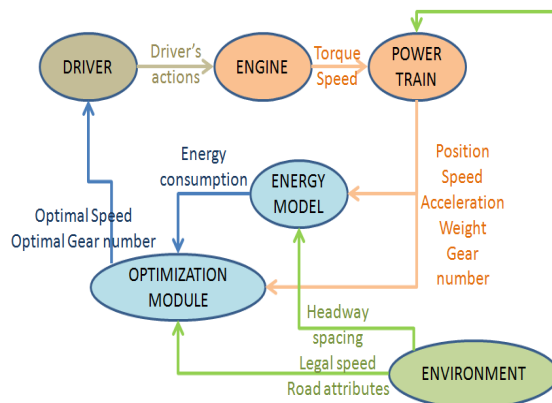 DRIVER
Driver's
actions
ENGINE
Torque
Speed
POWER
TRAIN
Energy
consumption
ENERGY
MODEL
Position
Speed
Acceleration
Weight
Gear
number
Optimal Speed
Optimal Gear number
OPTIMIZATION
MODULE
Headway
spacing
Legal speed
Road attributes
ENVIRONMENT